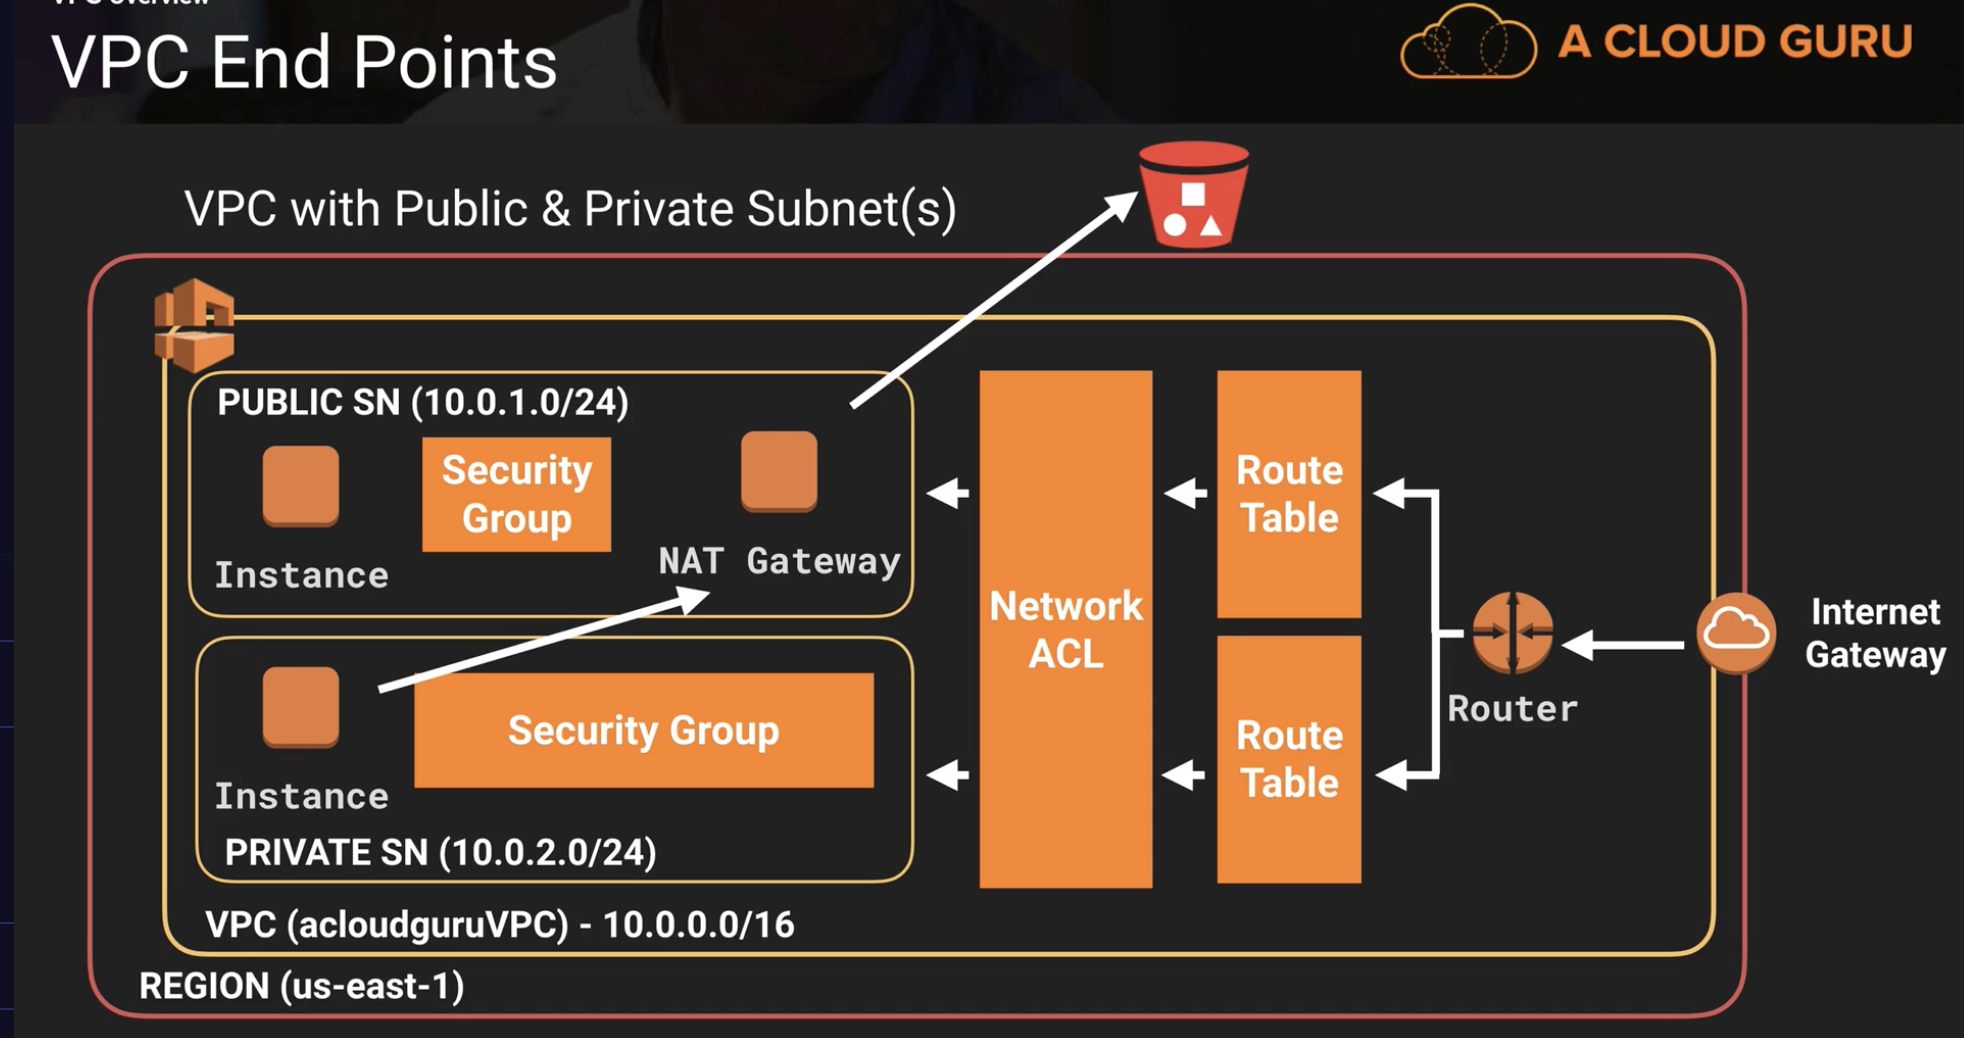 VPC overview
VPC End Points
A CLOUD GURU
VPC with Public & Private Subnet(s)
PUBLIC SN (10.0.1.0/24)
Security
Group
Instance
NAT Gateway
Security Group
Instance
PRIVATE SN (10.0.2.0/24)
Network
ACL
Route
Table
Route
Table
Router
Internet
Gateway
VPC (acloudguruVPC) - 10.0.0.0/16
REGION (us-east-1)